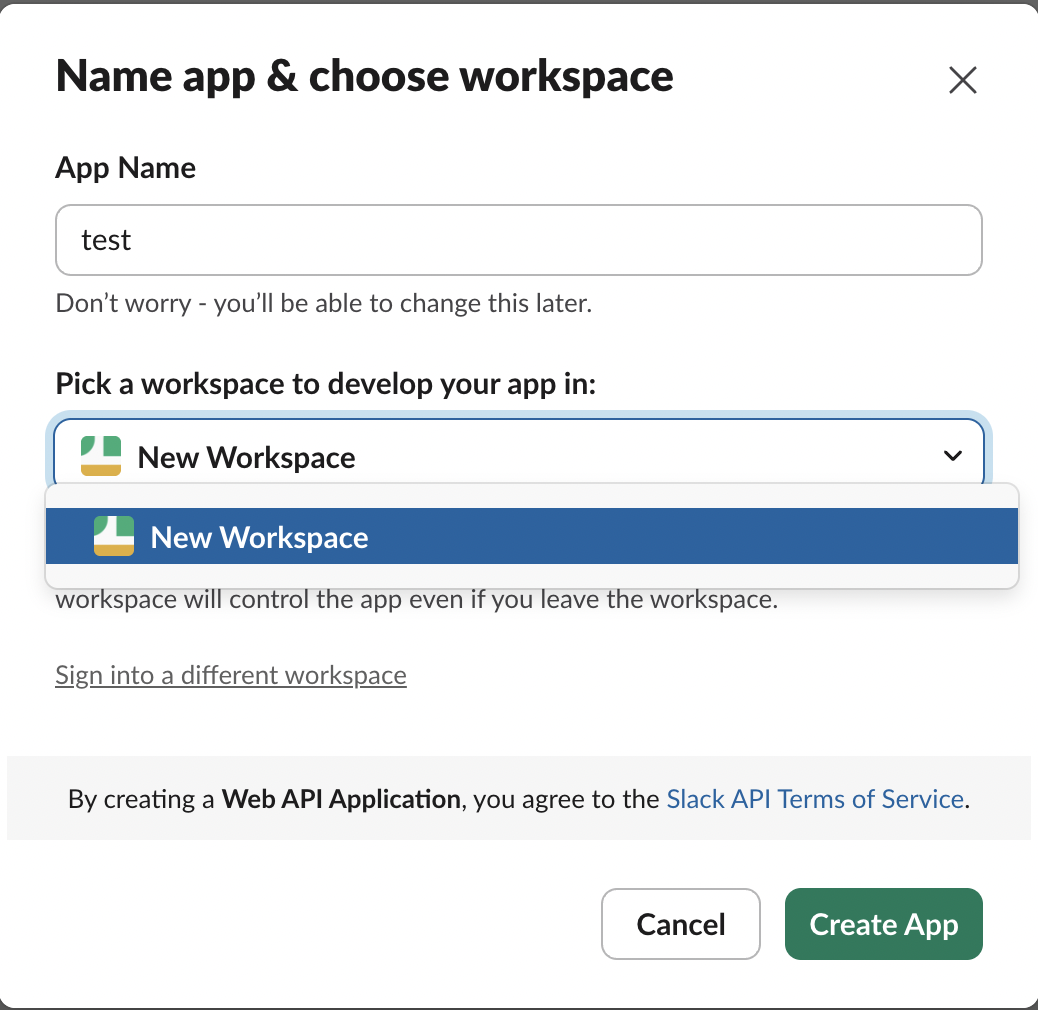 Name app & choose workspace
App Name
test
Don’t worry - you’ll be able to change this later.
Pick a workspace to develop your app in:
New Workspace
New Workspace
workspace will control the app even if you leave the workspace.
Sign into a different workspace
By creating a Web API Application, you agree to the Slack API Terms of Service.
Cancel
Create App